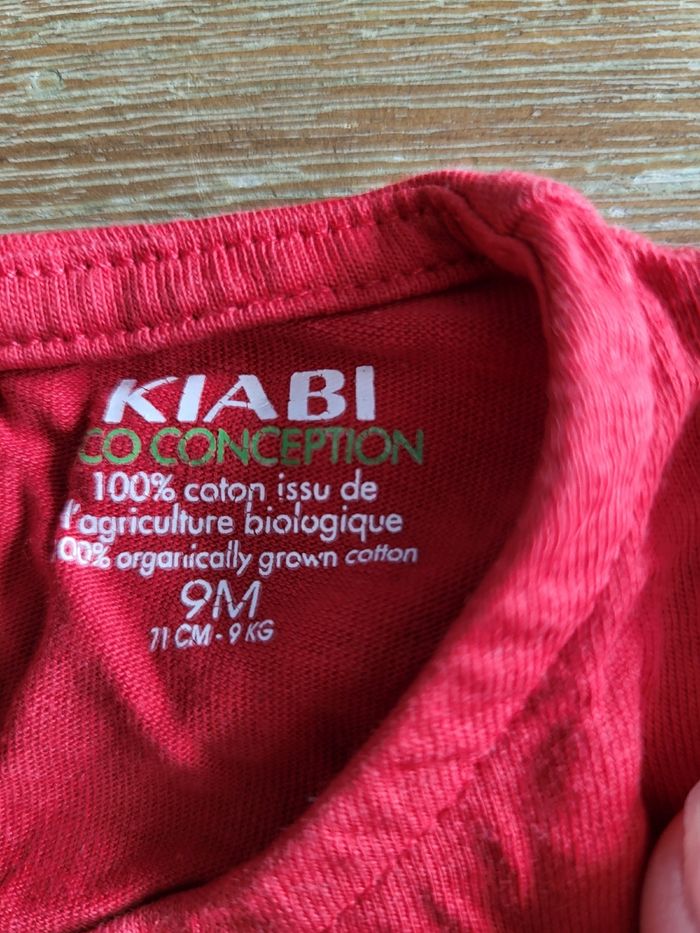 KIABI
CO CONCEPTION
100% coton issu de
l'agriculture biologique
00% organically grown cotton
9M
71 CM - 9 KG